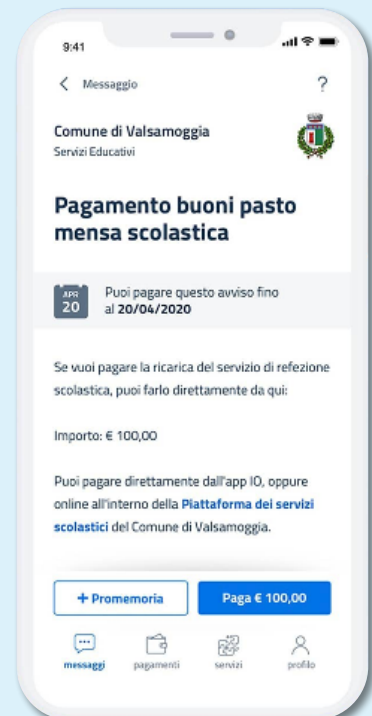 9:41
Messaggio
?
Comune di Valsamoggia
Servizi Educativi
Pagamento buoni pasto
mensa scolastica
APR
20
Puoi pagare questo avviso fino
al 20/04/2020
Se vuoi pagare la ricarica del servizio di refezione
scolastica, puoi farlo direttamente da qui:
Importo: € 100,00
Puoi pagare direttamente dall'app IO, oppure
online all'interno della Piattaforma dei servizi
scolastici del Comune di Valsamoggia.
+ Promemoria
Paga € 100,00
messaggi
pagamenti
servizi
profilo